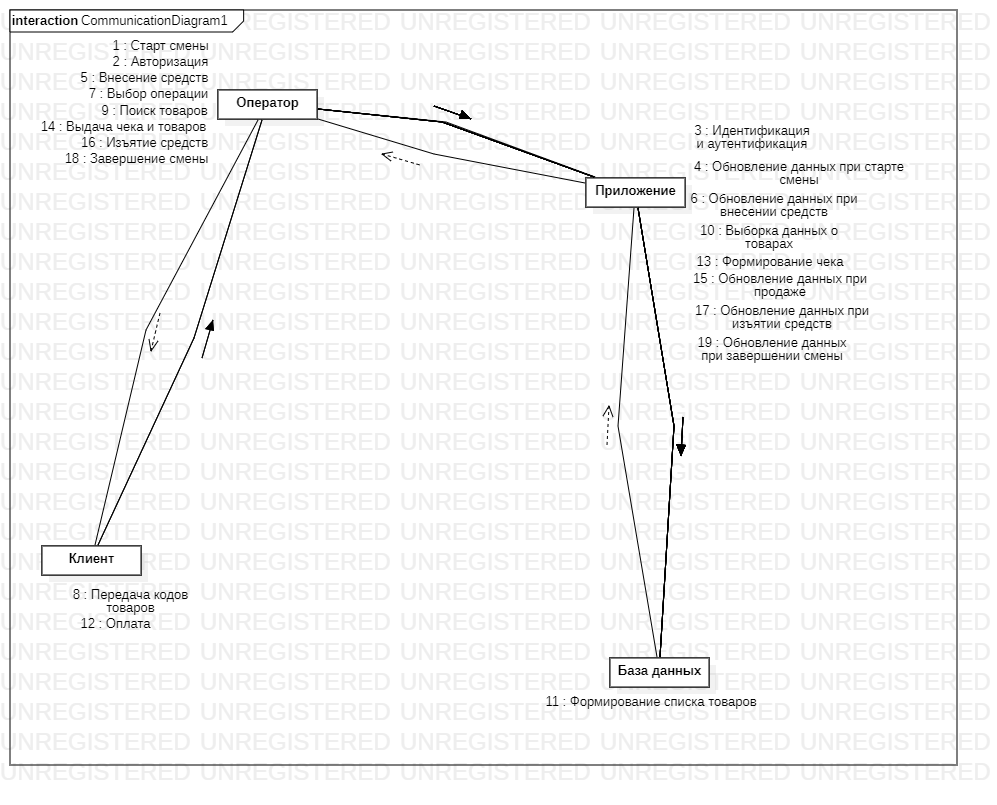 interaction CommunicationDiagram1
1 : Старт смены
2 : Авторизация
5 : Внесение средств
7 : Выбор операции
9 : Поиск товаров
14 : Выдача чека и товаров
16 : Изъятие средств
18 : Завершение смены
Оператор
3 : Идентификация
и аутентификация
4 : Обновление данных при старте
смены
6 : Обновление данных при
внесении средств
10 : Выборка данных о
товарах
13 : Формирование чека
15 : Обновление данных при
продаже
17 : Обновление данных при
изъятии средств
19 : Обновление данных
при завершении смены
Приложение
Клиент
8 : Передача кодов
товаров
12 : Оплата
База данных
11 : Формирование списка товаров
UNREGISTERED